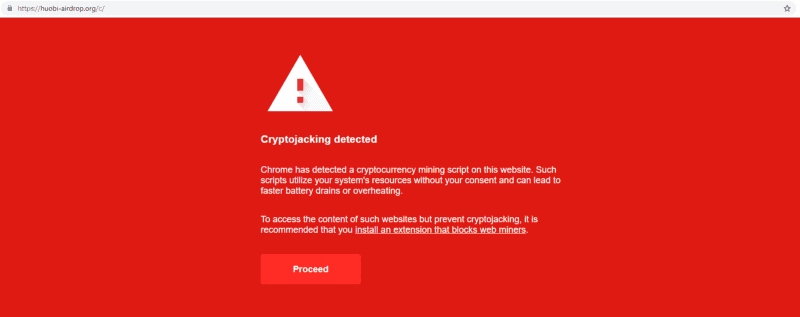 https://huobi-airdrop.org/c/
Cryptojacking detected
Chrome has detected a cryptocurrency mining script on this website. Such
scripts utilize your system's resources without your consent and can lead to
faster battery drains or overheating.
To access the content of such websites but prevent cryptojacking, it is
recommended that you install an extension that blocks web miners.
Proceed